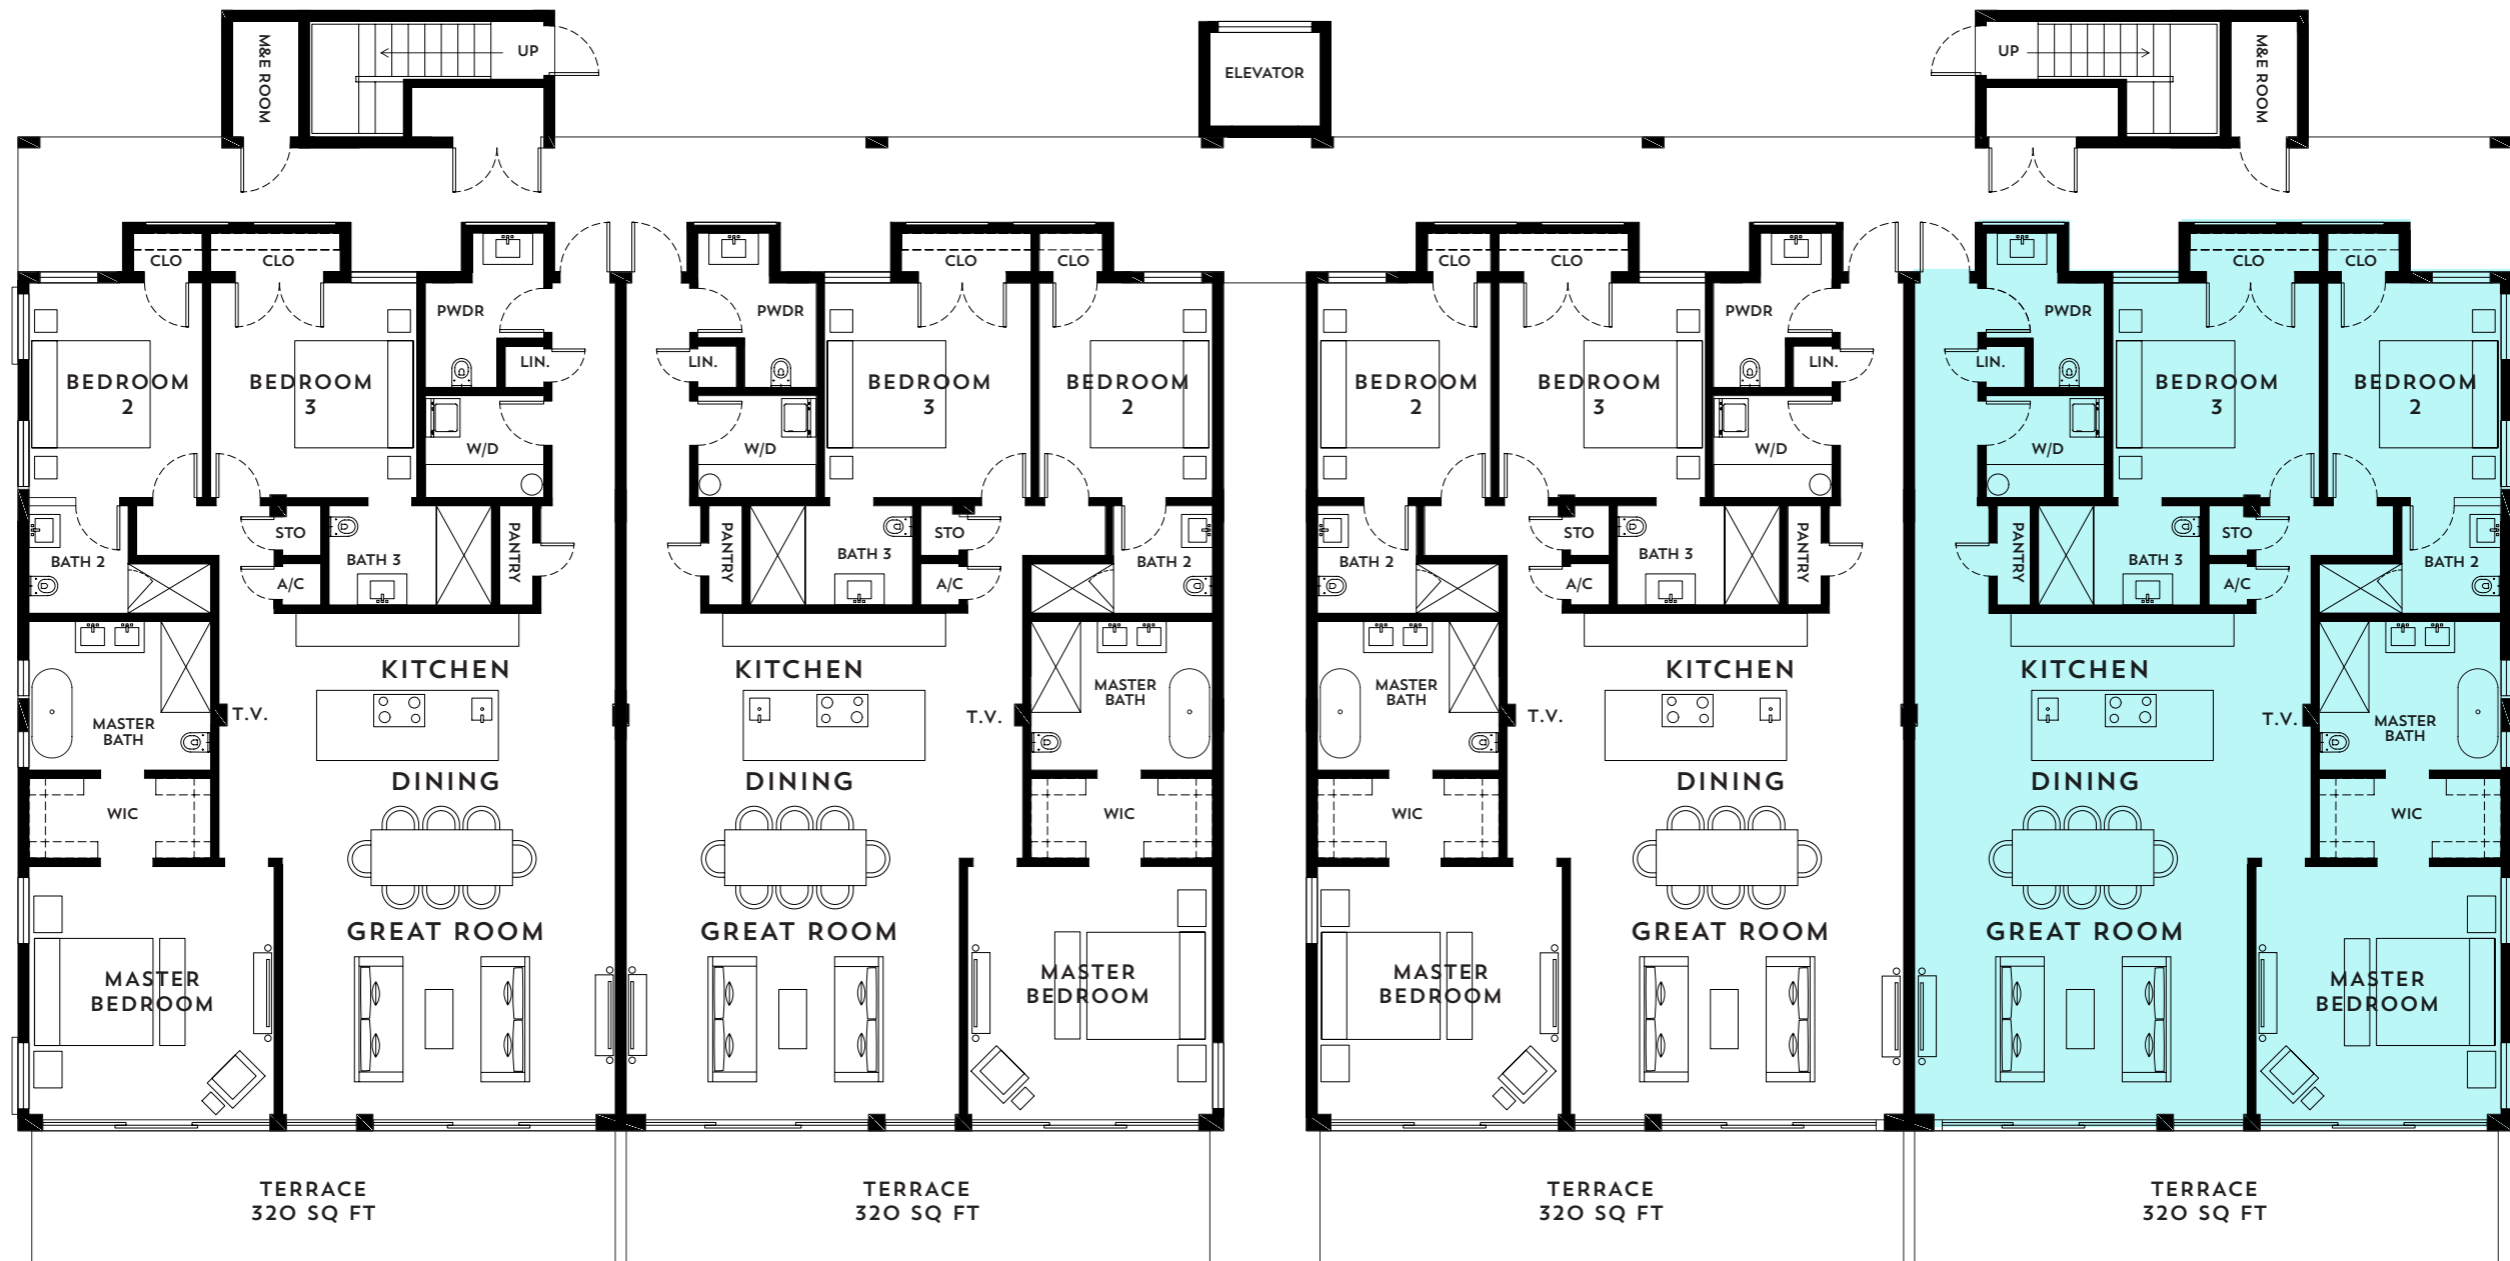 M&E ROOM
UP
ELEVATOR
UP
M&E ROOM
CLO
CLO
PWDR
LIN.
BEDROOM
2
BEDROOM
3
W/D
STO
PANTRY
BATH 2
BATH 3
A/C
KITCHEN
T.V.
MASTER
BATH
DINING
WIC
GREAT ROOM
MASTER
BEDROOM
TERRACE
320 SQ FT
CLO
CLO
PWDR
LIN.
BEDROOM
3
BEDROOM
2
W/D
PANTRY
STO
BATH 3
BATH 2
A/C
KITCHEN
MASTER
BATH
T.V.
DINING
WIC
GREAT ROOM
MASTER
BEDROOM
TERRACE
320 SQ FT
CLO
CLO
PWDR
LIN.
BEDROOM
2
BEDROOM
3
W/D
STO
PANTRY
BATH 2
BATH 3
A/C
KITCHEN
MASTER
BATH
T.V.
DINING
WIC
GREAT ROOM
MASTER
BEDROOM
TERRACE
320 SQ FT
CLO
CLO
PWDR
LIN.
BEDROOM
3
BEDROOM
2
W/D
PANTRY
STO
BATH 3
BATH 2
A/C
KITCHEN
T.V.
MASTER
BATH
DINING
WIC
GREAT ROOM
MASTER
BEDROOM
TERRACE
320 SQ FT